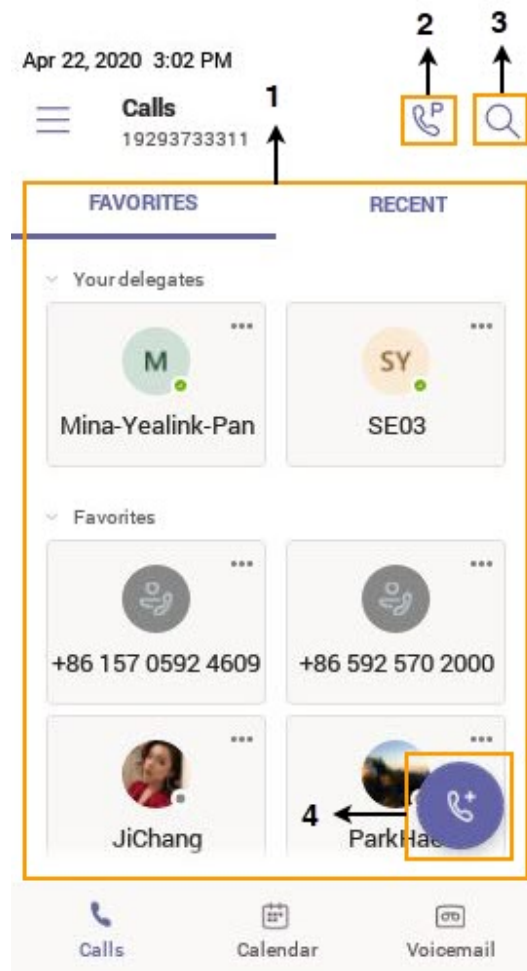 2 3
Apr 22, 2020 3:02 PM
Calls 1
19293733311
P
FAVORITES RECENT
Your delegates
M SY
Mina-Yealink-Pan SE03
Favorites
+86 157 0592 4609 +86 592 570 2000
4
JiChang
Calls Calendar Voicemail